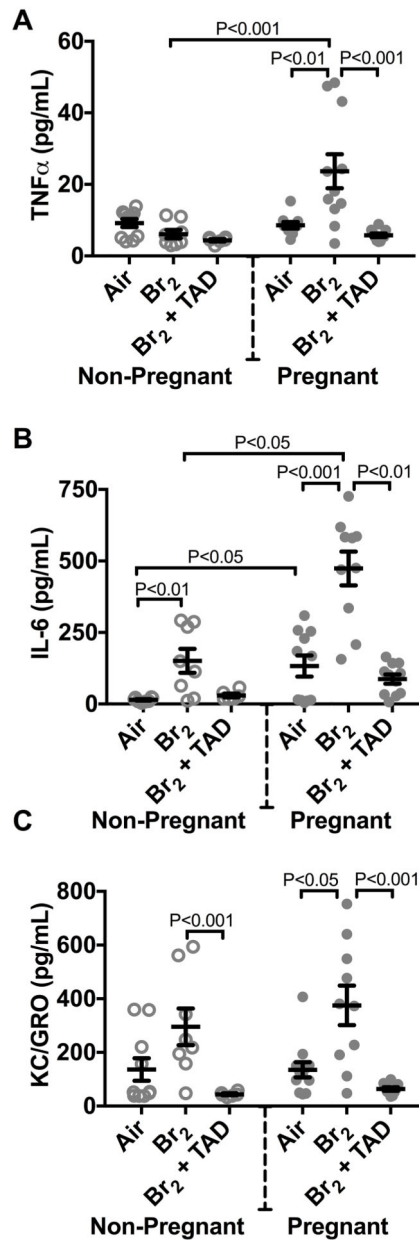 A
P<0.001
P<0.01
P<0.001
TNFα (pg/mL)
60
40
20
0
Air
Br₂
Br₂ + TAD
Air
Br₂
Br₂ + TAD
Non-Pregnant
Pregnant
B
P<0.05
P<0.001
P<0.01
P<0.05
P<0.01
IL-6 (pg/mL)
750
500
250
0
Air
Br₂
Br₂ + TAD
Air
Br₂
Br₂ + TAD
Non-Pregnant
Pregnant
C
P<0.05
P<0.001
P<0.001
KC/GRO (pg/mL)
800
600
400
200
0
Air
Br₂
Br₂ + TAD
Air
Br₂
Br₂ + TAD
Non-Pregnant
Pregnant